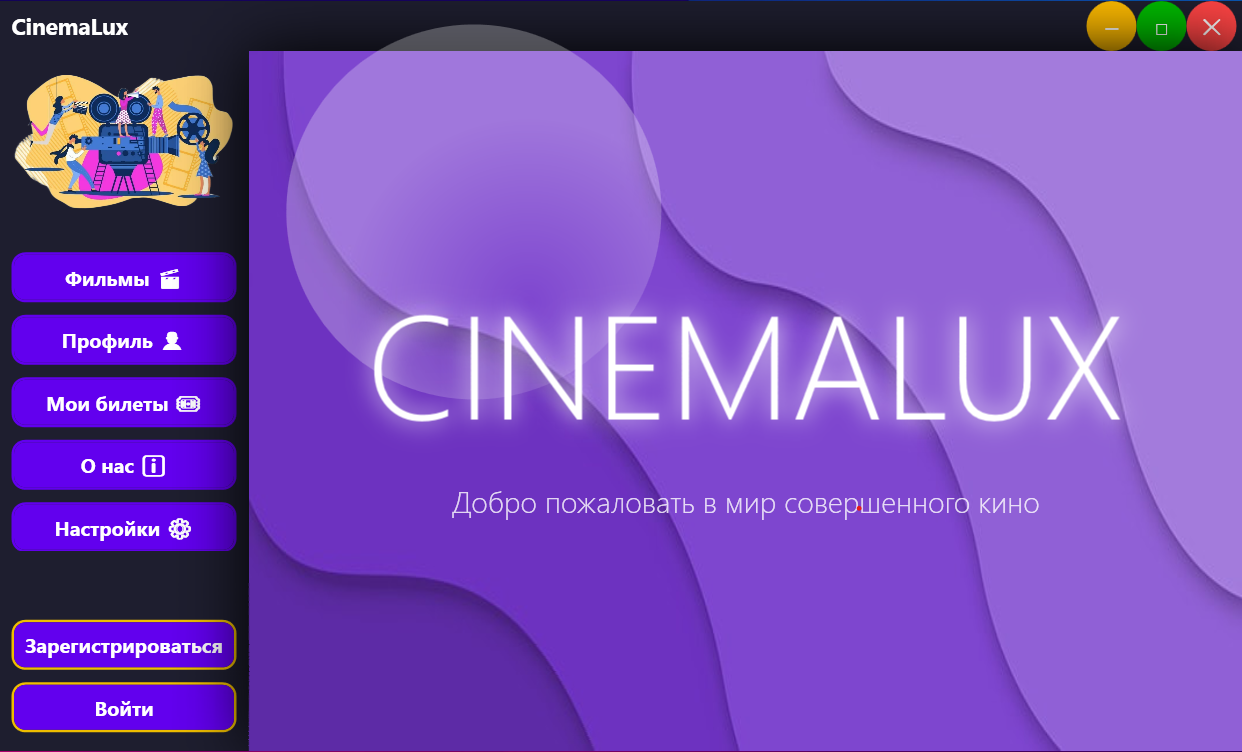 CinemaLux
Фильмы
Профиль
Мои билеты
О нас
Настройки
Зарегистрироваться
Войти
CINEMALUX
Добро пожаловать в мир совершенного кино